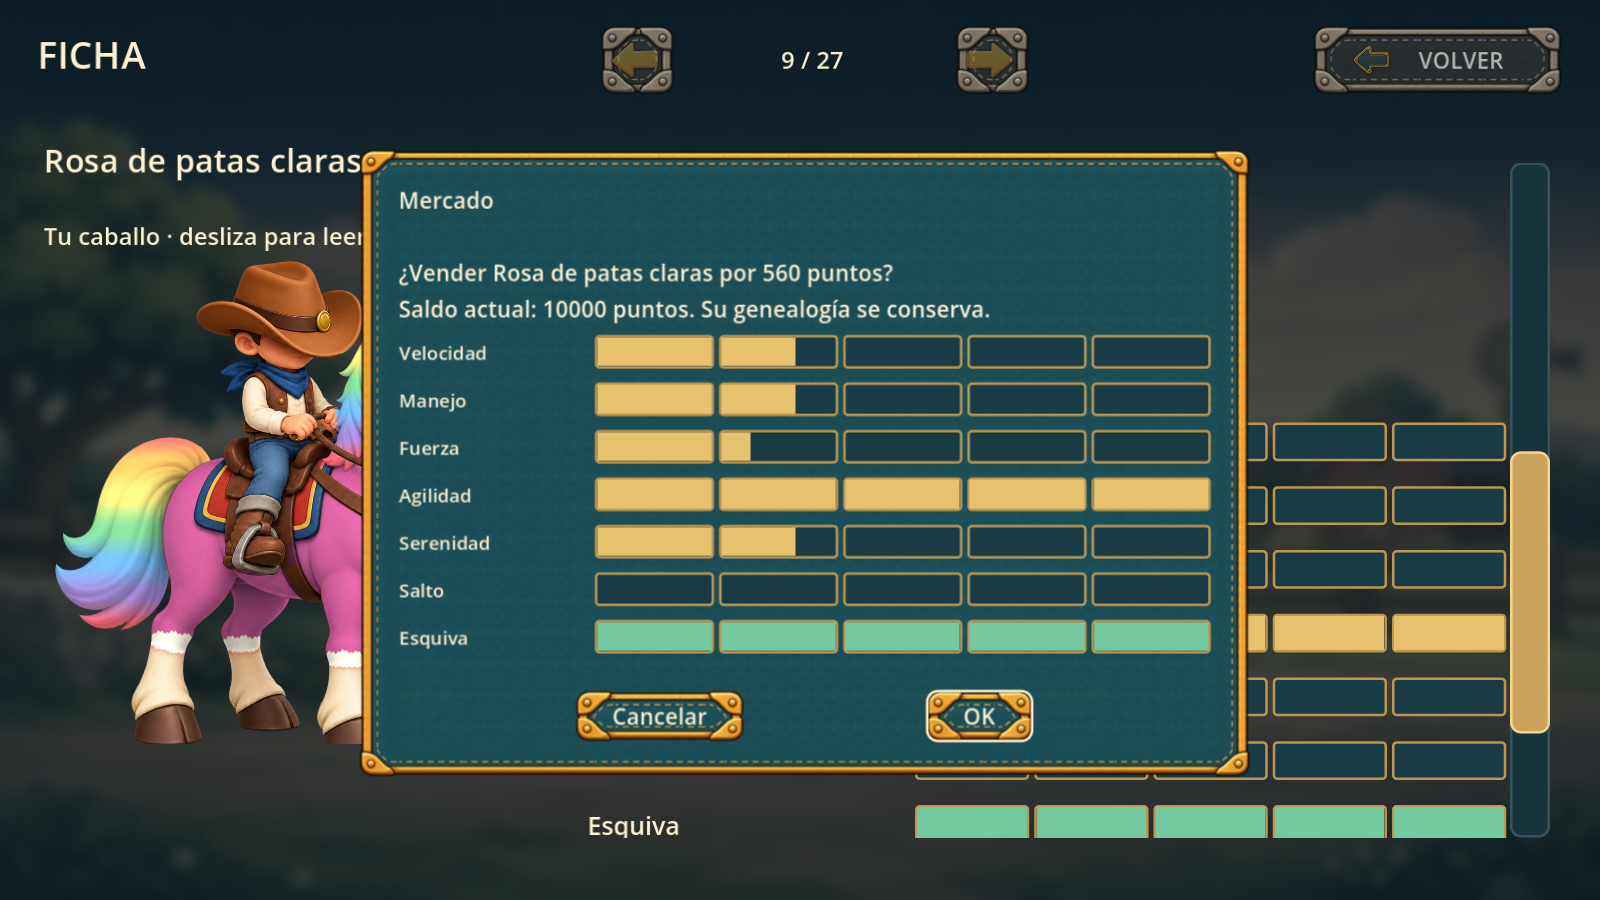 FICHA
9 / 27
VOLVER
Rosa de patas claras
Tu caballo · desliza para leer
Mercado
¿Vender Rosa de patas claras por 560 puntos?
Saldo actual: 10000 puntos. Su genealogía se conserva.
Velocidad
Manejo
Fuerza
Agilidad
Serenidad
Salto
Esquiva
Cancelar
OK
Esquiva